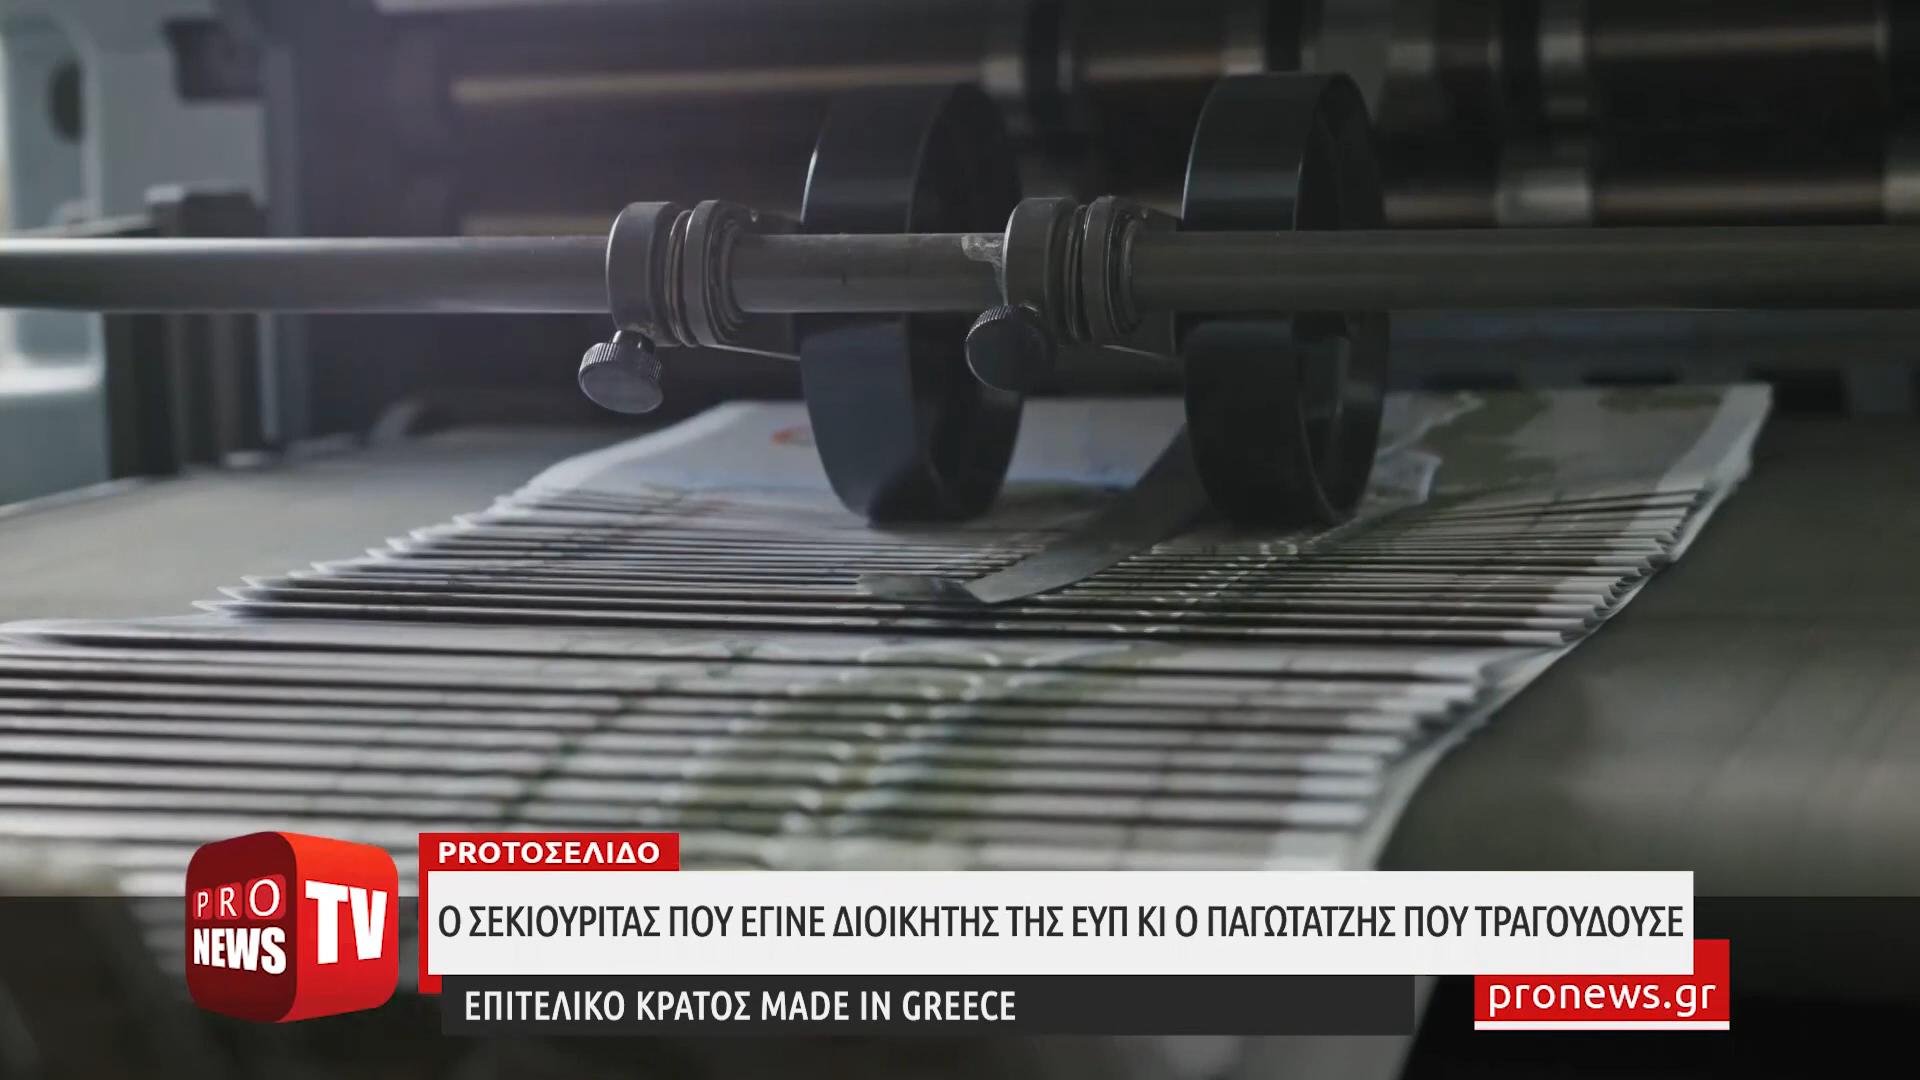 PROTOΣΕΛΙΔΟ
PRO
NEWS
TV
Ο ΣΕΚΙΟΥΡΙΤΑΣ ΠΟΥ ΕΓΙΝΕ ΔΙΟΙΚΗΤΗΣ ΤΗΣ ΕΥΠ ΚΙ Ο ΠΑΓΩΤΑΤΖΗΣ ΠΟΥ ΤΡΑΓΟΥΔΟΥΣΕ
ΕΠΙΤΕΛΙΚΟ ΚΡΑΤΟΣ MADE IN GREECE
pronews.gr